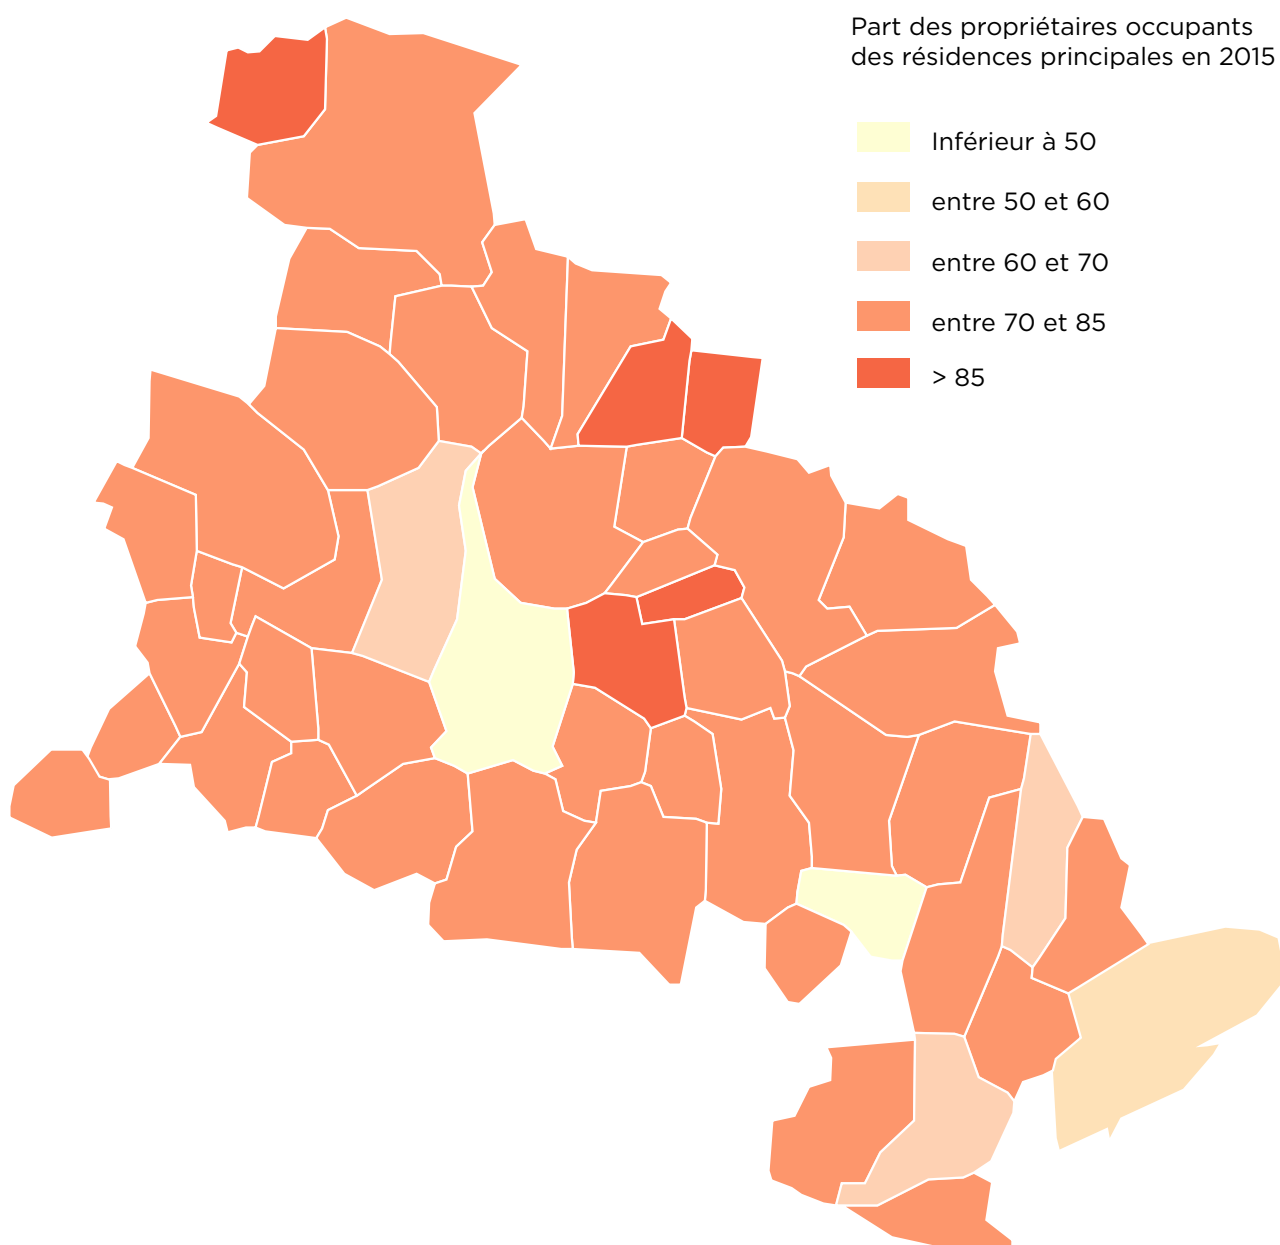 Part des propriétaires occupants
des résidences principales en 2015
Inférieur à 50
entre 50 et 60
entre 60 et 70
entre 70 et 85
> 85